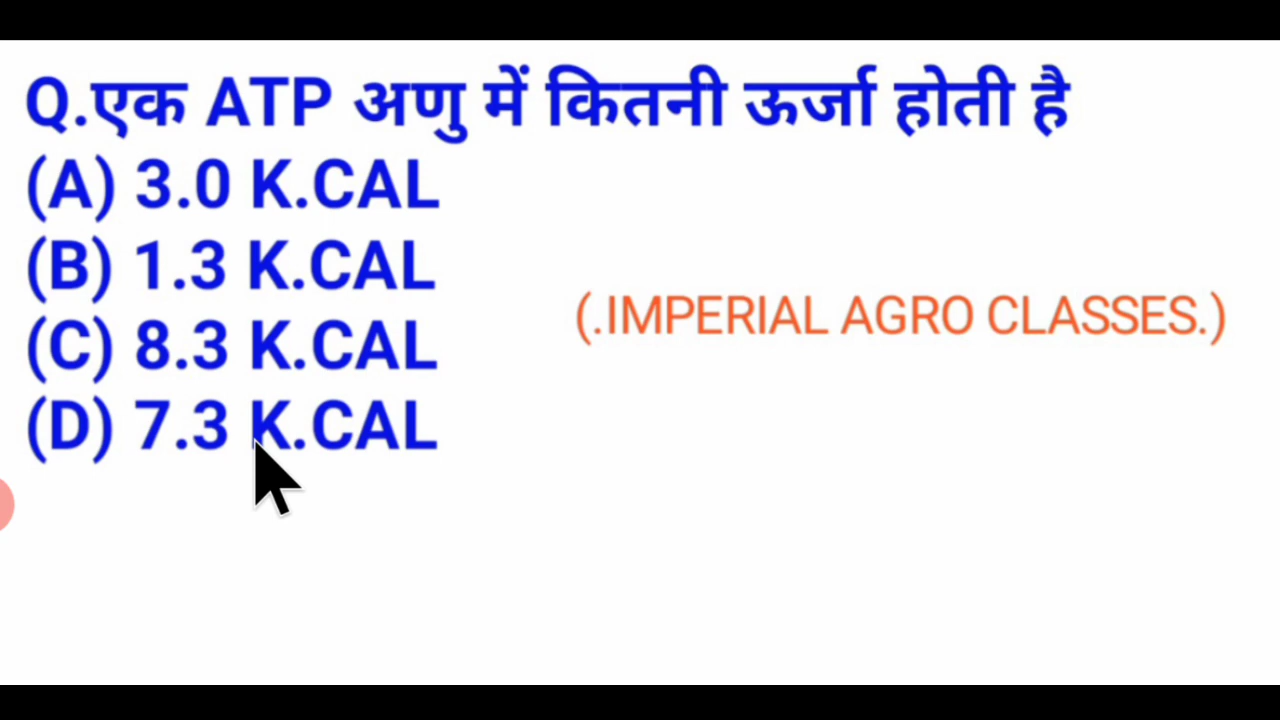 Q.एक ATP अणु में कितनी ऊर्जा होती है
(A) 3.0 K.CAL
(B) 1.3 K.CAL
(C) 8.3 K.CAL
(D) 7.3 K.CAL
(.IMPERIAL AGRO CLASSES.)